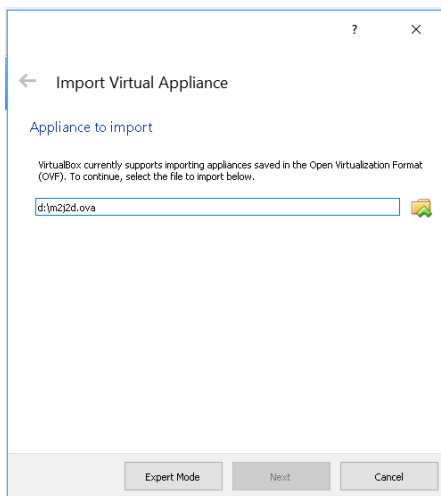 ?
Import Virtual Appliance
Appliance to import
VirtualBox currently supports importing appliances saved in the Open Virtualization Format
(OVF). To continue, select the file to import below.
d:\m2j2d.ova
Expert Mode Next Cancel